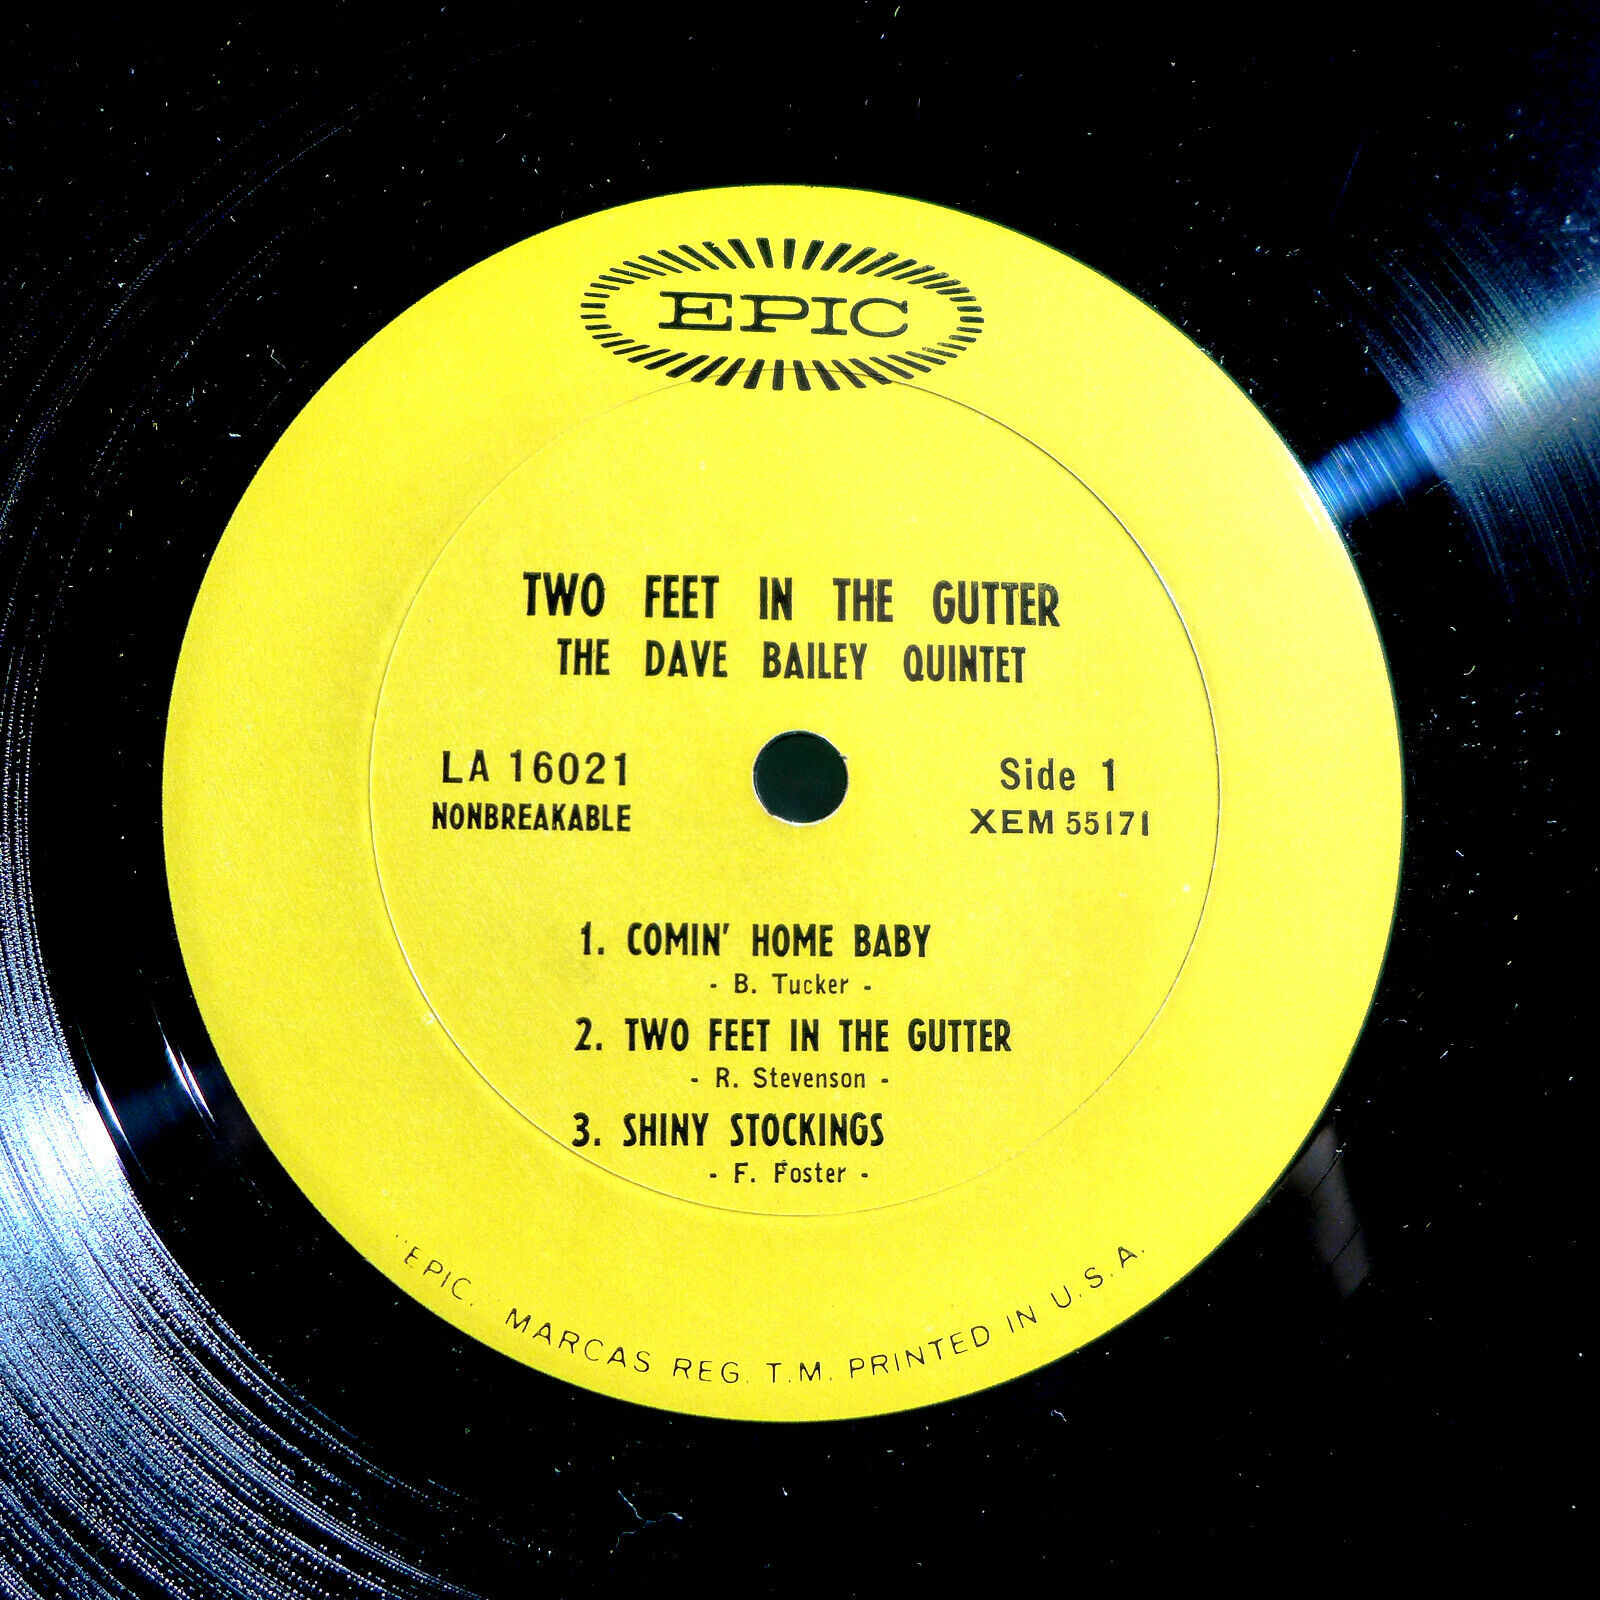 EPIC
TWO FEET IN THE GUTTER
THE DAVE BAILEY QUINTET
LA 16021
NONBREAKABLE
Side 1
XEM 55171
1. COMIN' HOME BABY
- B. Tucker -
2. TWO FEET IN THE GUTTER
- R. Stevenson -
3. SHINY STOCKINGS
- F. Foster -
"EPIC," MARCAS REG. T.M. PRINTED IN U.S.A.